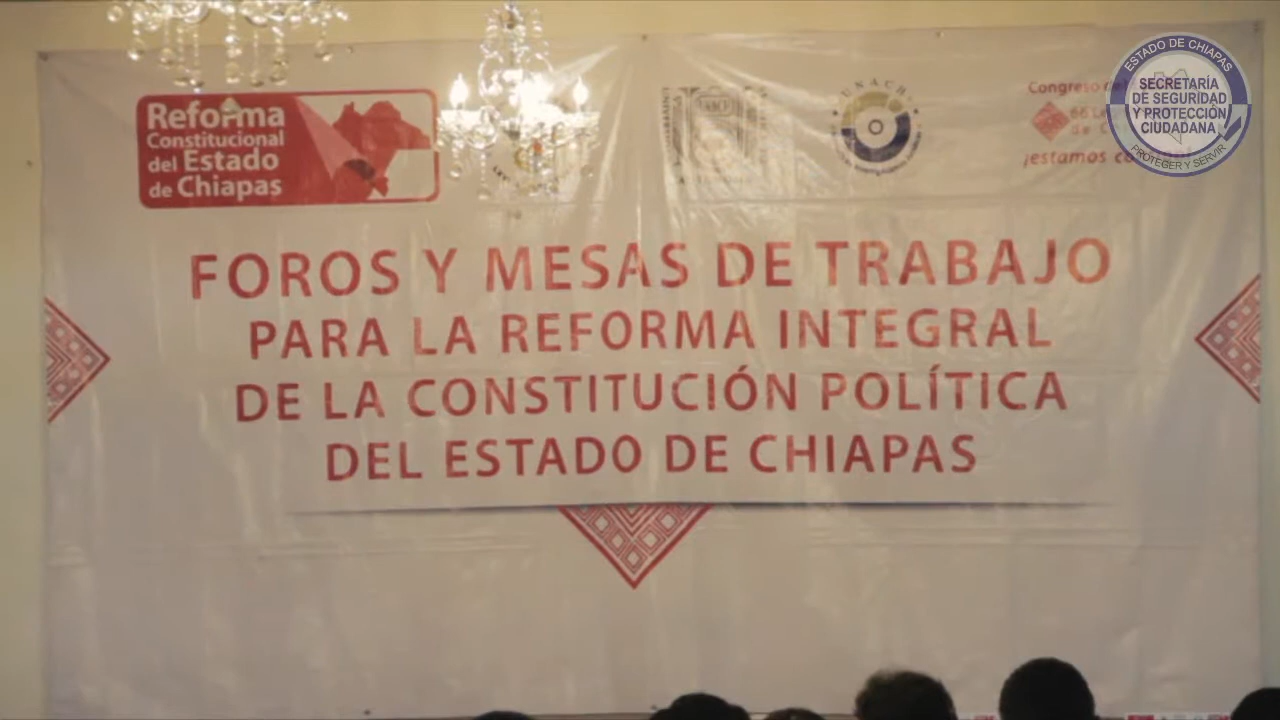 Reforma
Constitucional
del Estado
de Chiapas
UNACH
Congreso
¡estamos
ESTADO DE CHIAPAS
SECRETARÍA
DE SEGURIDAD
Y PROTECCIÓN
CIUDADANA
PROTEGER Y SERVIR
FOROS Y MESAS DE TRABAJO
PARA LA REFORMA INTEGRAL
DE LA CONSTITUCIÓN POLÍTICA
DEL ESTADO DE CHIAPAS